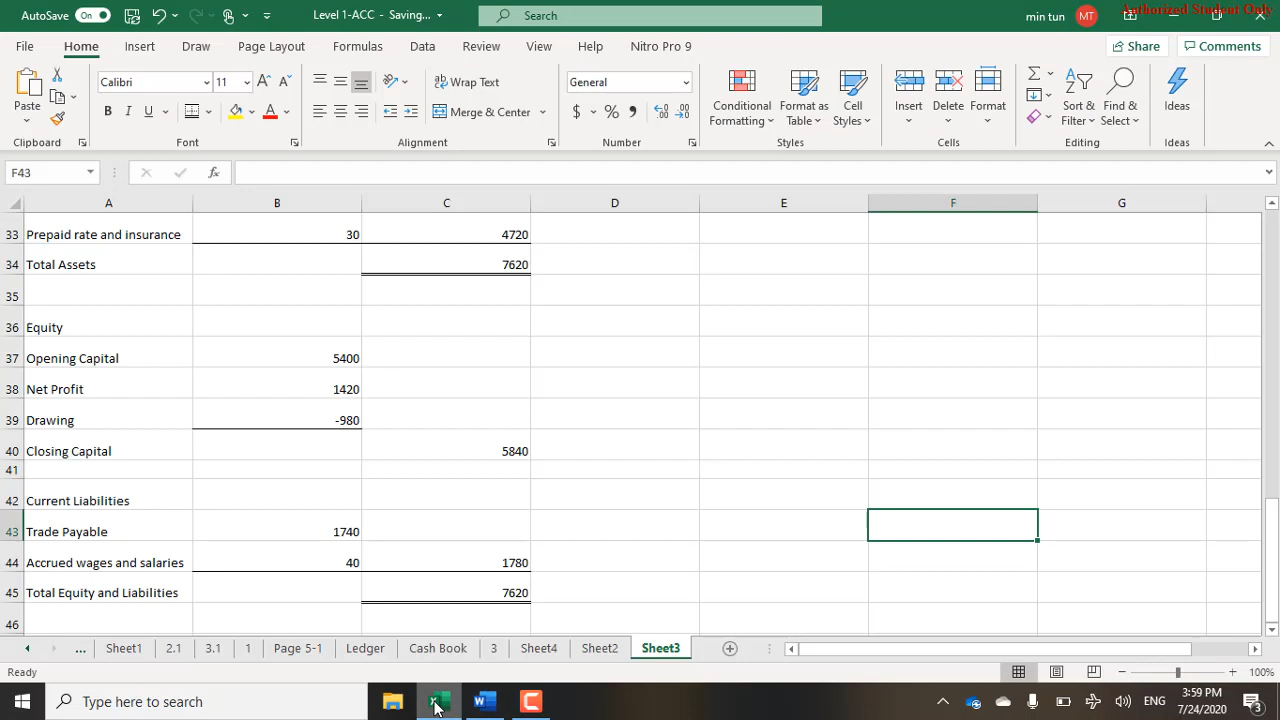 AutoSave On
Level 1-ACC - Saving...
Search
min tun MT
Authorized Student Only
File Home Insert Draw Page Layout Formulas Data Review View Help Nitro Pro 9 Share Comments
Paste
Clipboard
Calibri 11
B I U
Font
Wrap Text
Merge & Center
Alignment
General
$ % 9
Number
Conditional Formatting
Format as Table
Cell Styles
Styles
Insert
Delete
Format
Cells
Sort & Filter
Find & Select
Editing
Ideas
Ideas
F43 fx
A B C D E F G
33 Prepaid rate and insurance 30 4720
34 Total Assets 7620
35
36 Equity
37 Opening Capital 5400
38 Net Profit 1420
39 Drawing -980
40 Closing Capital 5840
41
42 Current Liabilities
43 Trade Payable 1740
44 Accrued wages and salaries 40 1780
45 Total Equity and Liabilities 7620
46
... Sheet1 2.1 3.1 1 Page 5-1 Ledger Cash Book 3 Sheet4 Sheet2 Sheet3
Ready 100%
Type here to search
ENG
3:59 PM
7/24/2020
3